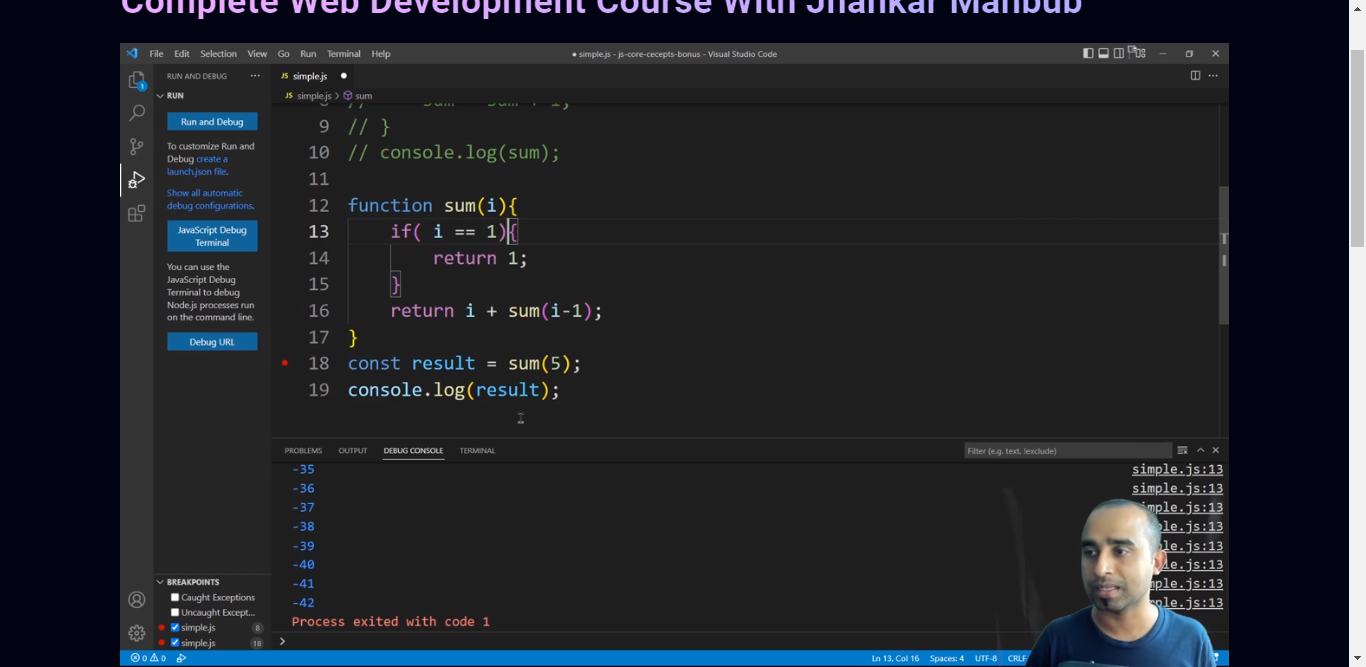 Complete Web Development Course With Jhankar Mahbub
File Edit Selection View Go Run Terminal Help
● simple.js - js-core-cecepts-bonus - Visual Studio Code
RUN AND DEBUG ...
RUN
Run and Debug
To customize Run and
Debug create a
launch.json file.
Show all automatic
debug configurations.
JavaScript Debug
Terminal
You can use the
JavaScript Debug
Terminal to debug
Node.js processes run
on the command line.
Debug URL
BREAKPOINTS
Caught Exceptions
Uncaught Except...
simple.js 8
simple.js 18
JS simple.js ●
JS simple.js > sum
9 // }
10 // console.log(sum);
11
12 function sum(i){
13 if( i == 1){
14 return 1;
15 }
16 return i + sum(i-1);
17 }
18 const result = sum(5);
19 console.log(result);
PROBLEMS OUTPUT DEBUG CONSOLE TERMINAL Filter (e.g. text, !exclude)
-35 simple.js:13
-36 simple.js:13
-37 mple.js:13
-38 le.js:13
-39 le.js:13
-40 le.js:13
-41 le.js:13
-42 ple.js:13
Process exited with code 1
>
0 0 Ln 13, Col 16 Spaces: 4 UTF-8 CRLF